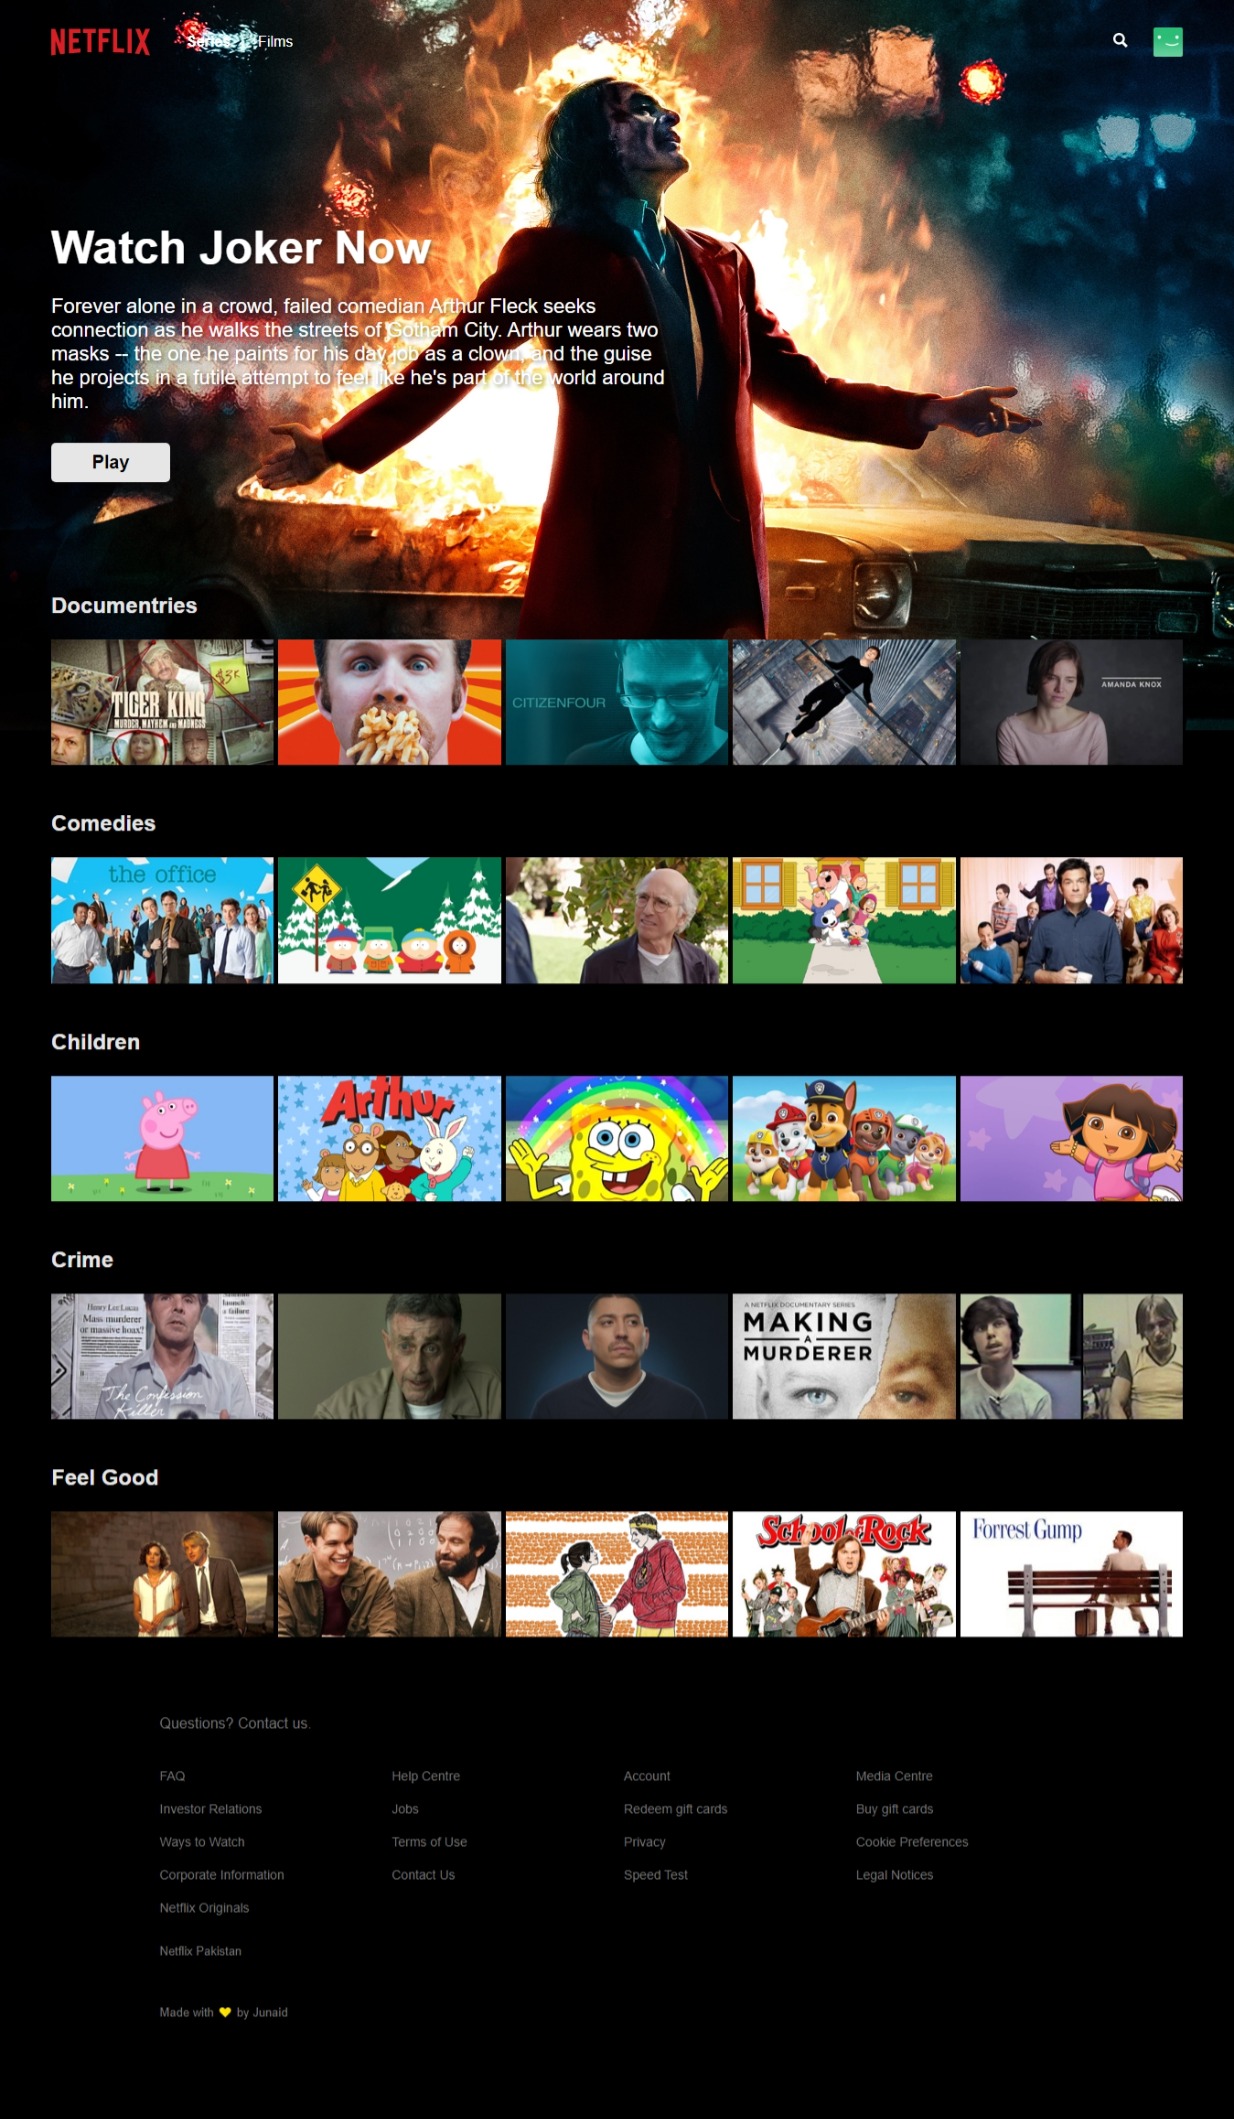 NETFLIX
Series
Films
Watch Joker Now
Forever alone in a crowd, failed comedian Arthur Fleck seeks
connection as he walks the streets of Gotham City. Arthur wears two
masks -- the one he paints for his day job as a clown, and the guise
he projects in a futile attempt to feel like he's part of the world around
him.
Play
Documentries
$3K
TIGER KING
MURDER, MAYHEM AND MADNESS
CITIZENFOUR
AMANDA KNOX
Comedies
the office
Children
Arthur
Crime
Henry Lee Lucas
Mass murderer
or massive hoax?
launch
a failure
The Confession
Killer
A NETFLIX DOCUMENTARY SERIES
MAKING
A
MURDERER
Feel Good
School of Rock
Forrest Gump
Questions? Contact us.
FAQ
Help Centre
Account
Media Centre
Investor Relations
Jobs
Redeem gift cards
Buy gift cards
Ways to Watch
Terms of Use
Privacy
Cookie Preferences
Corporate Information
Contact Us
Speed Test
Legal Notices
Netflix Originals
Netflix Pakistan
Made with 💛 by Junaid